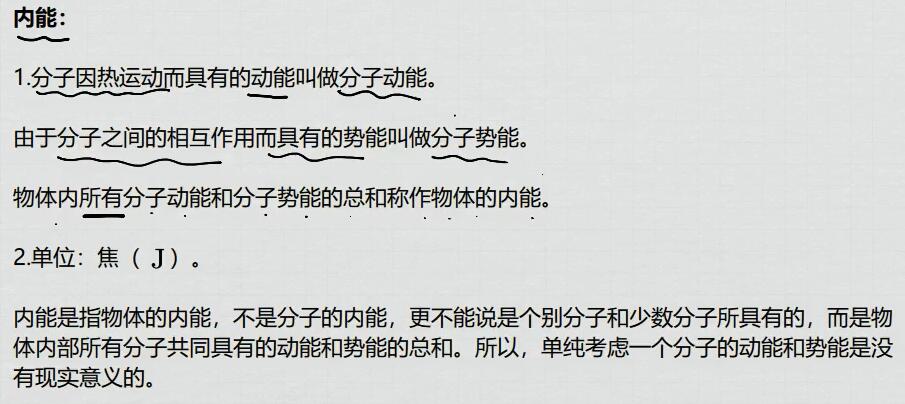 内能：
1.分子因热运动而具有的动能叫做分子动能。
由于分子之间的相互作用而具有的势能叫做分子势能。
物体内所有分子动能和分子势能的总和称作物体的内能。
2.单位：焦（ J ）。
内能是指物体的内能，不是分子的内能，更不能说是个别分子和少数分子所具有的，而是物
体内部所有分子共同具有的动能和势能的总和。所以，单纯考虑一个分子的动能和势能是没
有现实意义的。